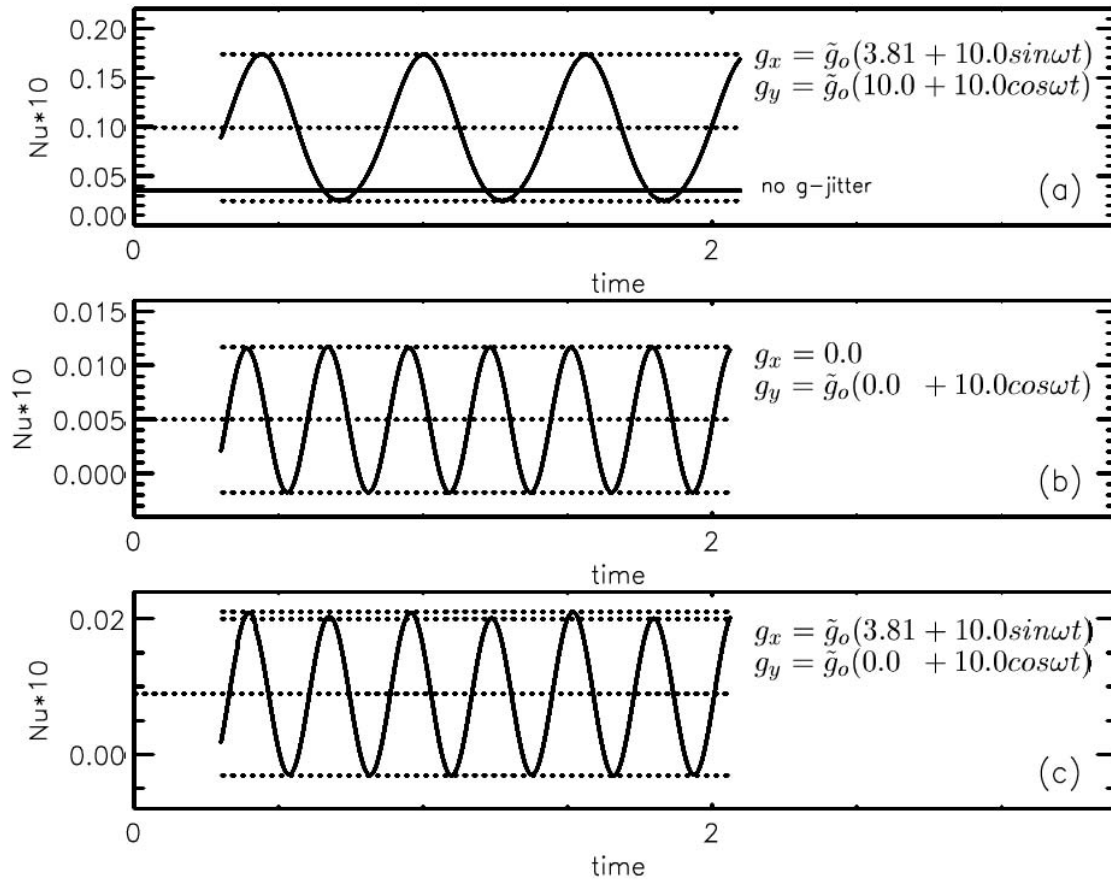 0.20
0.15
0.10
0.05
0.00
Nu*10
g_x = g̃_o(3.81 + 10.0sinωt)
g_y = g̃_o(10.0 + 10.0cosωt)
no g-jitter
(a)
0
2
time
0.015
0.010
0.005
0.000
Nu*10
g_x = 0.0
g_y = g̃_o(0.0 + 10.0cosωt)
(b)
0
2
time
0.02
0.00
Nu*10
g_x = g̃_o(3.81 + 10.0sinωt)
g_y = g̃_o(0.0 + 10.0cosωt)
(c)
0
2
time